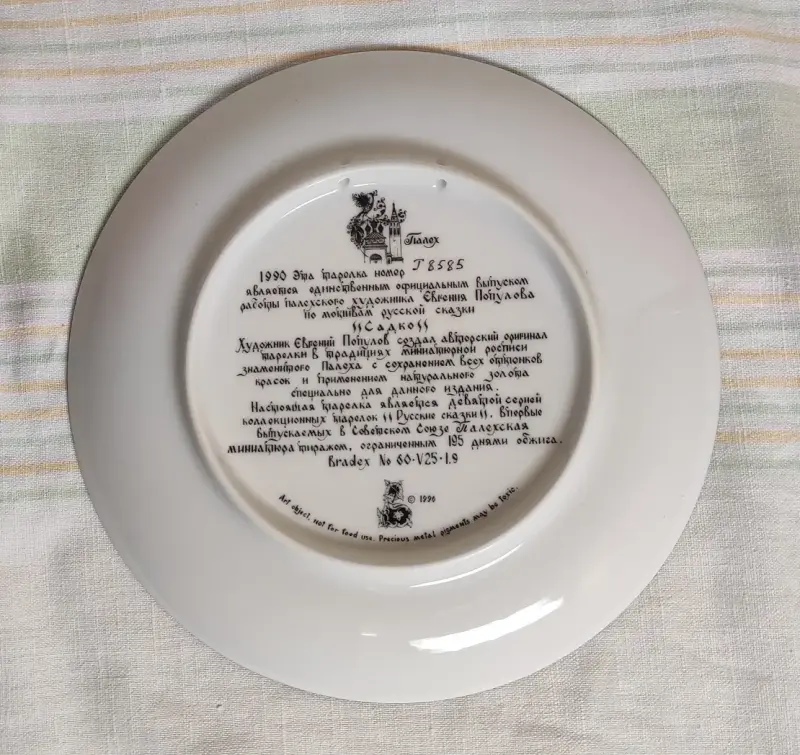 Палех
1990 Эта тарелка номер T 8585
является единственным официальным выпуском
работы палехского художника Евгения Популова
по мотивам русской сказки
"Садко"
Художник Евгений Популов создал авторский оригинал
тарелки в традициях миниатюрной росписи
знаменитого Палеха с сохранением всех оттенков
красок и применением натурального золота
специально для данного издания.
Настоящая тарелка является девятой серией
коллекционных тарелок "Русские сказки". Впервые
выпускаемых в Советском Союзе Палехская
миниатюра тиражом, ограниченным 195 днями обжига.
Bradex No 60-V25-1.9
© 1990
Art object, not for food use. Precious metal pigments may be toxic.